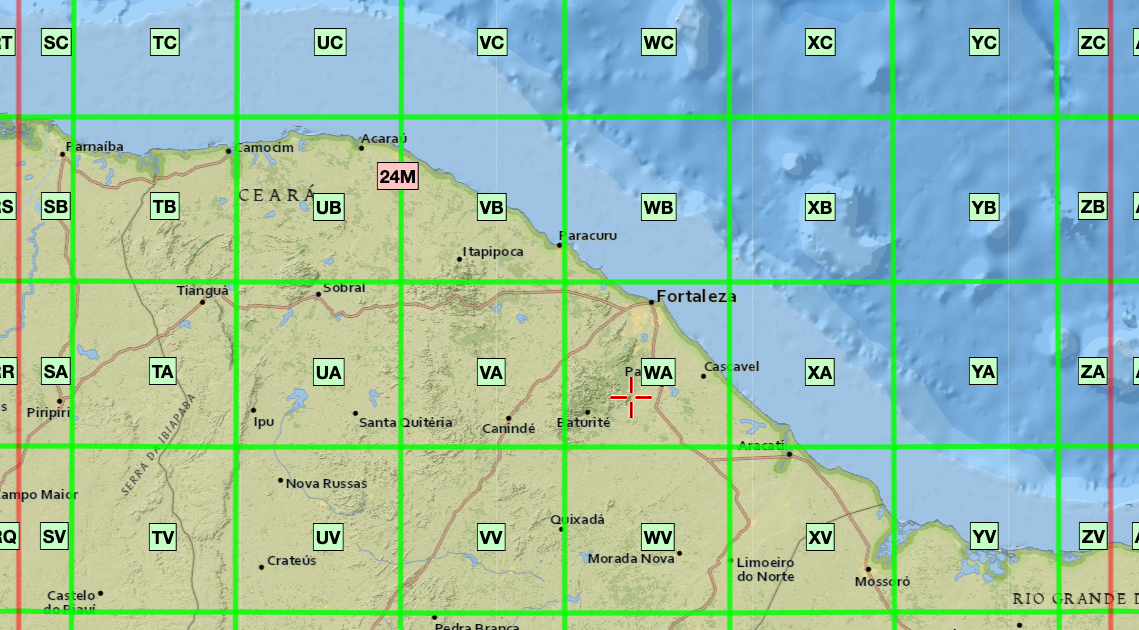 RT
SC
TC
UC
VC
WC
XC
YC
ZC
Parnaíba
Camocim
Acaraú
24M
CEARÁ
RS
SB
TB
UB
VB
WB
XB
YB
ZB
Paracuru
Itapipoca
Tianguá
Sobral
Fortaleza
RR
SA
TA
UA
VA
Pa
WA
Cascavel
XA
YA
ZA
s
Piripiri
Ipu
Santa Quitéria
Canindé
Baturité
Aracati
SERRA DA IBIAPABA
Campo Maior
Nova Russas
Quixadá
RQ
SV
TV
UV
VV
WV
XV
YV
ZV
Morada Nova
Crateús
Limoeiro
do Norte
Mossoró
Castelo
do Piauí
RIO GRANDE D
Pedra Branca